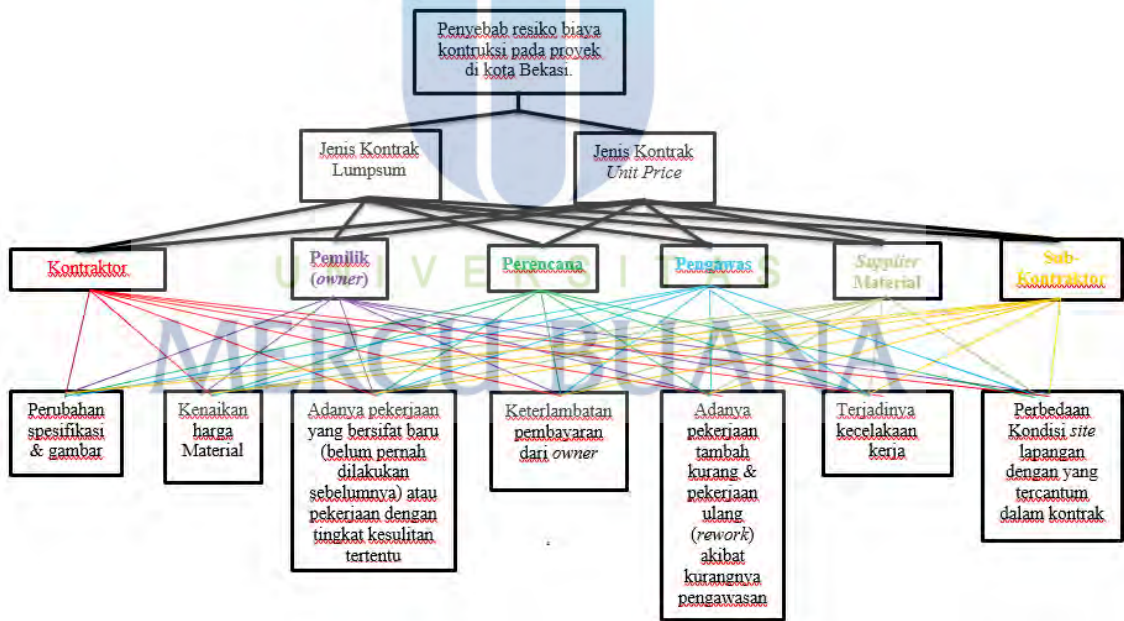 Penyebab resiko biaya
kontruksi pada proyek
di kota Bekasi.
Jenis Kontrak
Lumpsum
Jenis Kontrak
Unit Price
Kontraktor
Pemilik
(owner)
Perencana
Pengawas
Supplier
Material
Sub-
Kontraktor
UNIVERSITAS
MERCU BUANA
Perubahan
spesifikasi
& gambar
Kenaikan
harga
Material
Adanya pekerjaan
yang bersifat baru
(belum pernah
dilakukan
sebelumnya) atau
pekerjaan dengan
tingkat kesulitan
tertentu
Keterlambatan
pembayaran
dari owner
Adanya
pekerjaan
tambah
kurang &
pekerjaan
ulang
(rework)
akibat
kurangnya
pengawasan
Terjadinya
kecelakaan
kerja
Perbedaan
Kondisi site
lapangan
dengan yang
tercantum
dalam kontrak